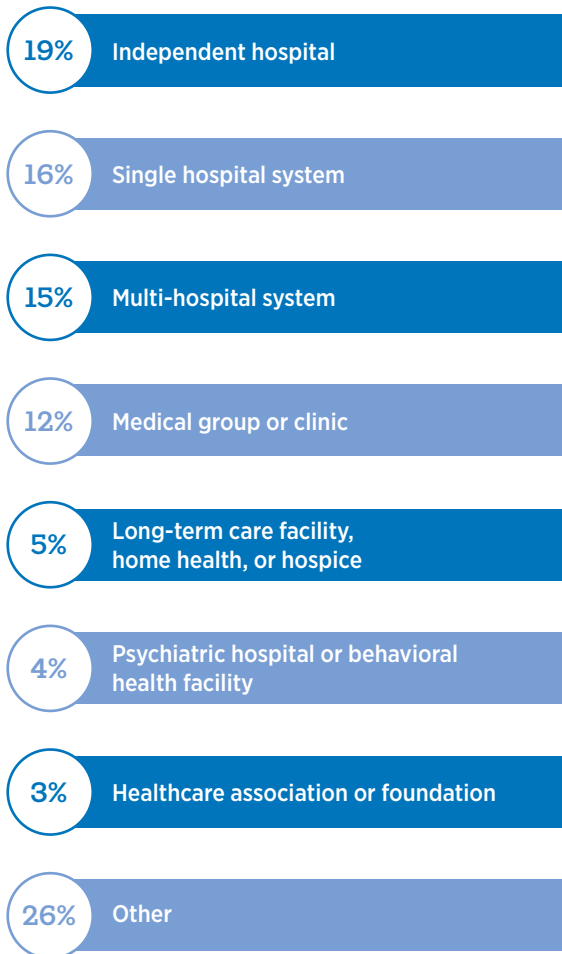 19% Independent hospital
16% Single hospital system
15% Multi-hospital system
12% Medical group or clinic
5% Long-term care facility,
home health, or hospice
4% Psychiatric hospital or behavioral
health facility
3% Healthcare association or foundation
26% Other